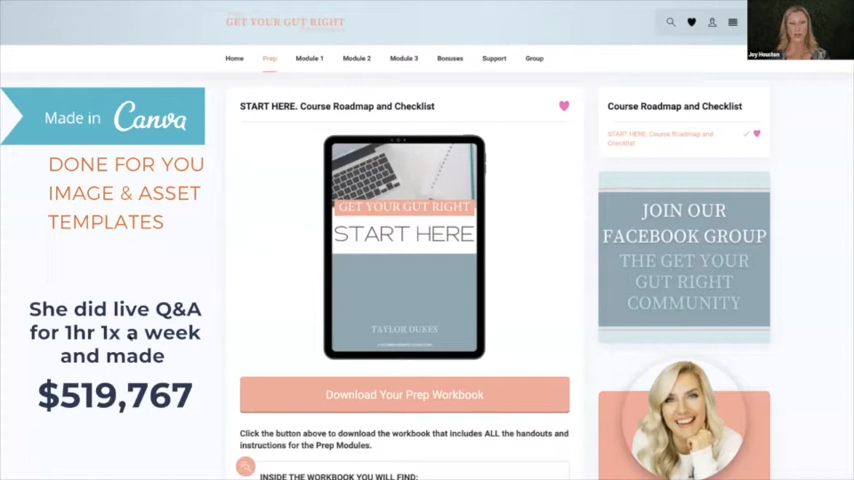 GET YOUR GUT RIGHT
Joy Houston
Home Prep Module 1 Module 2 Module 3 Bonuses Support Group
Made in Canva
DONE FOR YOU
IMAGE & ASSET
TEMPLATES
She did live Q&A
for 1hr 1x a week
and made
$519,767
START HERE. Course Roadmap and Checklist
GET YOUR GUT RIGHT
START HERE
TAYLOR DUKES
Download Your Prep Workbook
Click the button above to download the workbook that includes ALL the handouts and
instructions for the Prep Modules.
INSIDE THE WORKBOOK YOU WILL FIND:
Course Roadmap and Checklist
START HERE: Course Roadmap and
Checklist
JOIN OUR
FACEBOOK GROUP
THE GET YOUR
GUT RIGHT
COMMUNITY